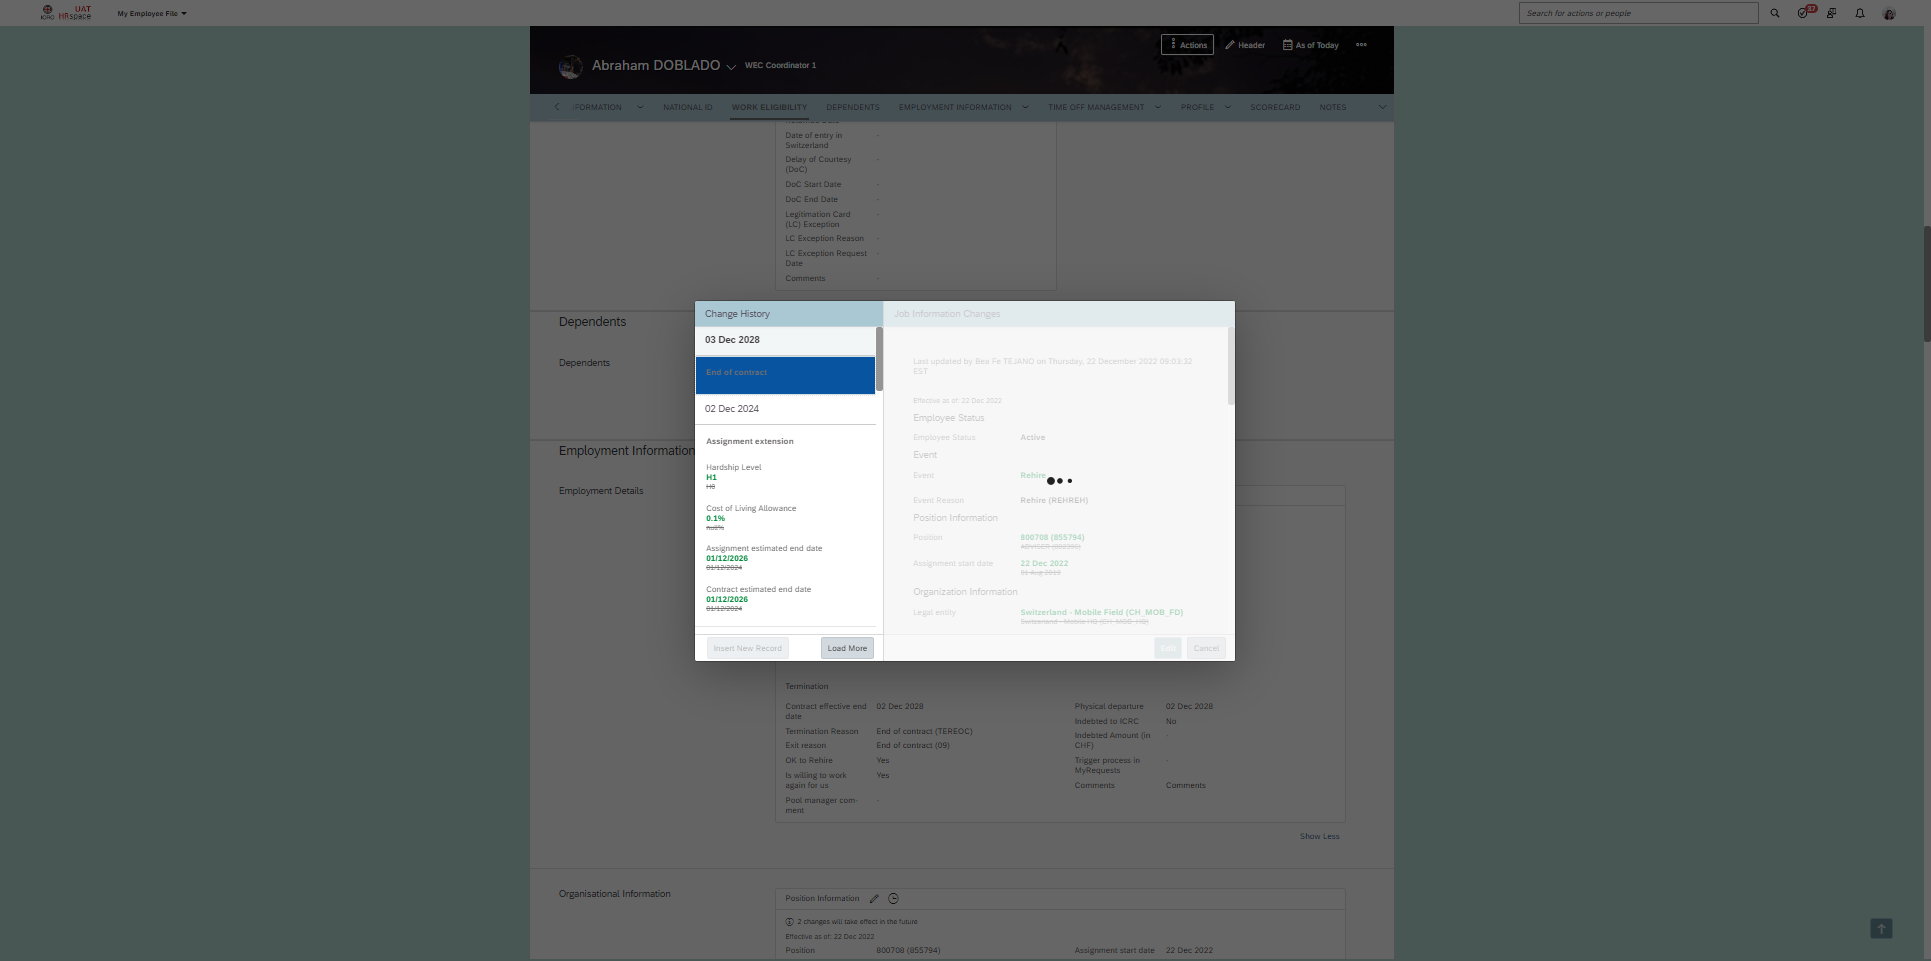 ICRC
UAT
HRspace
My Employee File
Search for actions or people
37
Actions
Header
As of Today
Abraham DOBLADO
WEC Coordinator 1
FORMATION
NATIONAL ID
WORK ELIGIBILITY
DEPENDENTS
EMPLOYMENT INFORMATION
TIME OFF MANAGEMENT
PROFILE
SCORECARD
NOTES
Date of entry in
Switzerland
-
Delay of Courtesy
(DoC)
-
DoC Start Date
-
DoC End Date
-
Legitimation Card
(LC) Exception
-
LC Exception Reason
-
LC Exception Request
Date
-
Comments
-
Dependents
Dependents
Employment Information
Employment Details
Change History
03 Dec 2028
End of contract
02 Dec 2024
Assignment extension
Hardship Level
H1
H0
Cost of Living Allowance
0.1%
Assignment estimated end date
01/12/2026
01/12/2024
Contract estimated end date
01/12/2026
01/12/2024
Insert New Record
Load More
Job Information Changes
Last updated by Bea Fe TEJANO on Thursday, 22 December 2022 09:03:32
EST
Effective as of: 22 Dec 2022
Employee Status
Employee Status
Active
Event
Event
Rehire
Event Reason
Rehire (REHREH)
Position Information
Position
800708 (855794)
Assignment start date
22 Dec 2022
Organization Information
Legal entity
Switzerland - Mobile Field (CH_MOB_FD)
Switzerland - Mobile HQ (CH_MOB_HQ)
Edit
Cancel
Termination
Contract effective end
date
02 Dec 2028
Termination Reason
End of contract (TEREOC)
Exit reason
End of contract (09)
OK to Rehire
Yes
Is willing to work
again for us
Yes
Pool manager com-
ment
-
Physical departure
02 Dec 2028
Indebted to ICRC
No
Indebted Amount (in
CHF)
-
Trigger process in
MyRequests
-
Comments
Comments
Show Less
Organisational Information
Position Information
2 changes will take effect in the future
Effective as of: 22 Dec 2022
Position
800708 (855794)
Assignment start date
22 Dec 2022